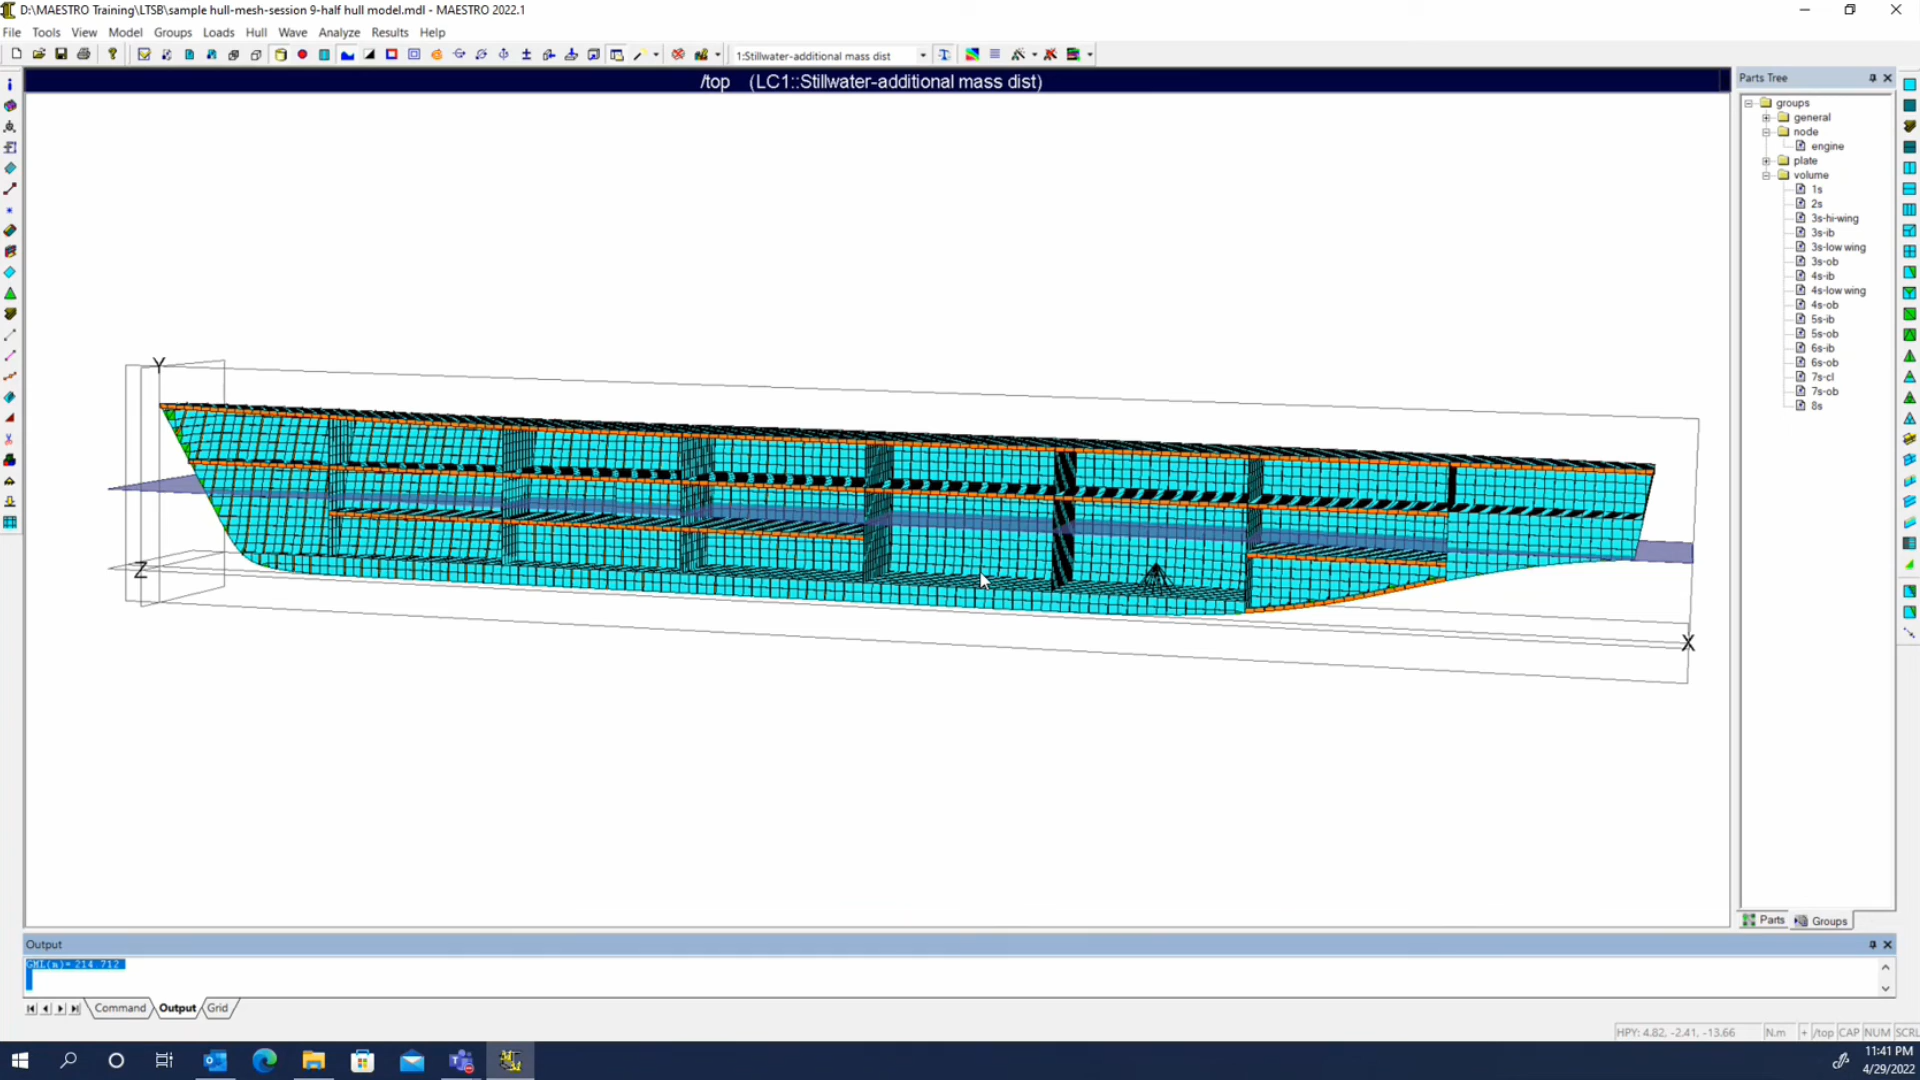 D:\MAESTRO Training\LTSB\sample hull-mesh-session 9-half hull model.mdl - MAESTRO 2022.1
File Tools View Model Groups Loads Hull Wave Analyze Results Help
1:Stillwater-additional mass dist
/top (LC1::Stillwater-additional mass dist)
Y
Z
X
Parts Tree
groups
general
node
engine
plate
volume
1s
2s
3s-hi-wing
3s-ib
3s-low wing
3s-ob
4s-ib
4s-low wing
4s-ob
5s-ib
5s-ob
6s-ib
6s-ob
7s-cl
7s-ob
8s
Parts Groups
Output
GML(m)= 214.712
Command Output Grid
HPY: 4.82, -2.41, -13.66 N.m + /top CAP NUM SCRL
11:41 PM
4/29/2022